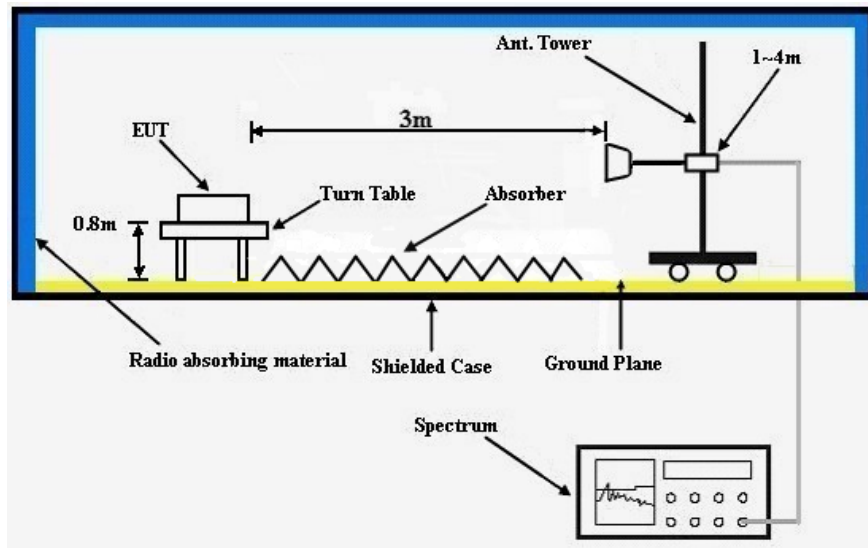 Ant. Tower
1~4m
3m
EUT
Turn Table
Absorber
0.8m
Radio absorbing material
Shielded Case
Ground Plane
Spectrum